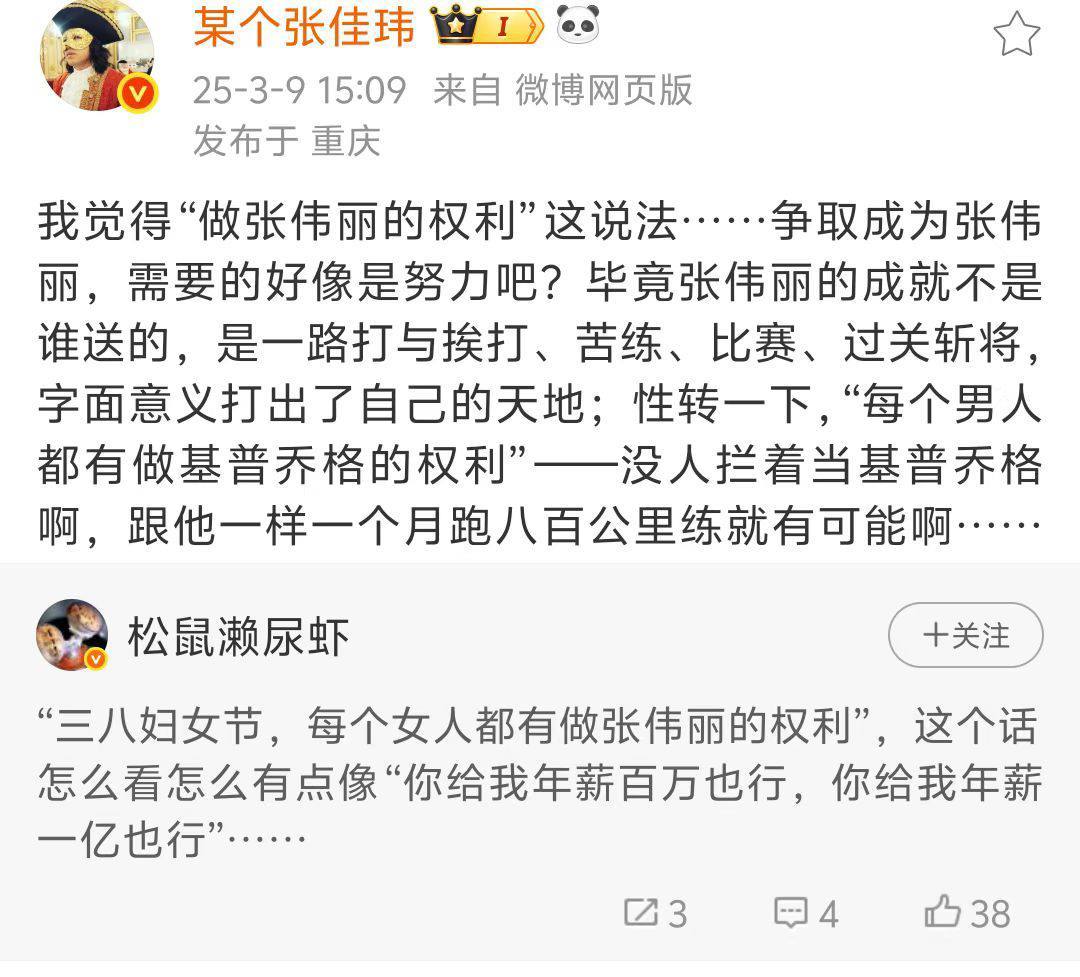 某个张佳玮 I
25-3-9 15:09 来自 微博网页版
发布于 重庆
我觉得“做张伟丽的权利”这说法……争取成为张伟
丽，需要的好像是努力吧？毕竟张伟丽的成就不是
谁送的，是一路打与挨打、苦练、比赛、过关斩将，
字面意义打出了自己的天地；性转一下，“每个男人
都有做基普乔格的权利”——没人拦着当基普乔格
啊，跟他一样一个月跑八百公里练就有可能啊……
松鼠濑尿虾
+关注
“三八妇女节，每个女人都有做张伟丽的权利”，这个话
怎么看怎么有点像“你给我年薪百万也行，你给我年薪
一亿也行”……
3 4 38